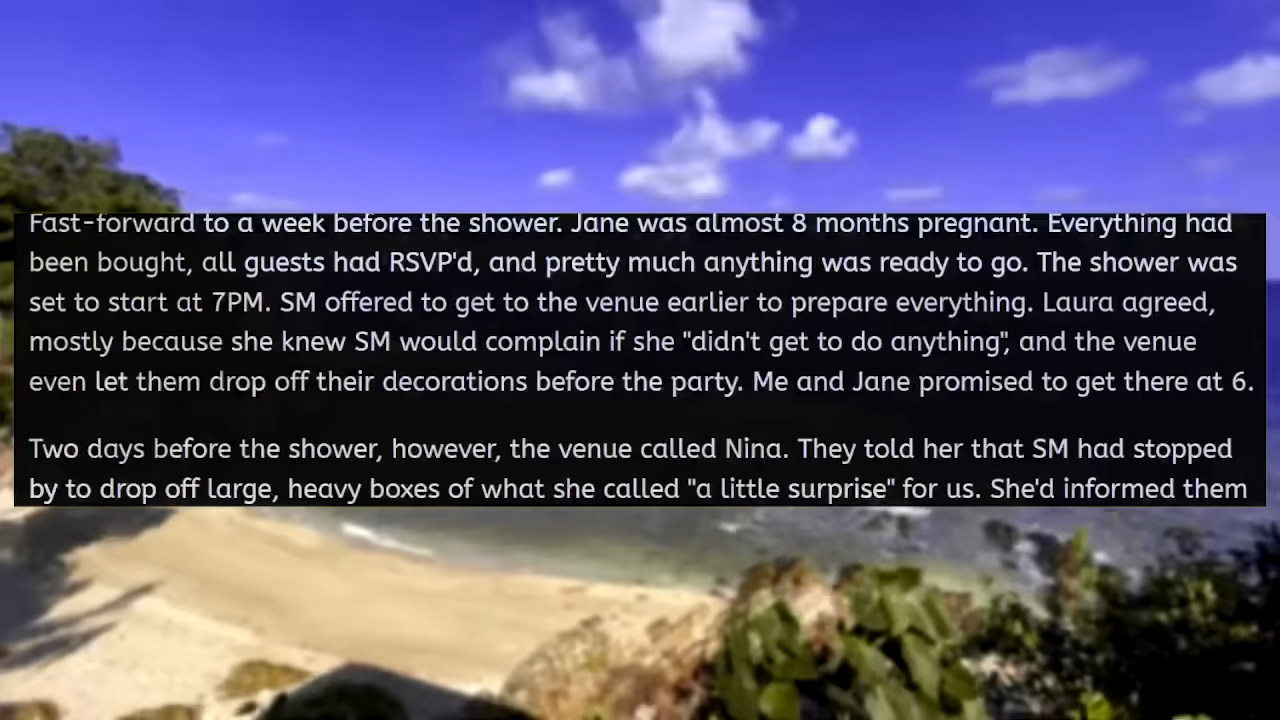 Fast-forward to a week before the shower. Jane was almost 8 months pregnant. Everything had
been bought, all guests had RSVP'd, and pretty much anything was ready to go. The shower was
set to start at 7PM. SM offered to get to the venue earlier to prepare everything. Laura agreed,
mostly because she knew SM would complain if she "didn't get to do anything", and the venue
even let them drop off their decorations before the party. Me and Jane promised to get there at 6.
Two days before the shower, however, the venue called Nina. They told her that SM had stopped
by to drop off large, heavy boxes of what she called "a little surprise" for us. She'd informed them